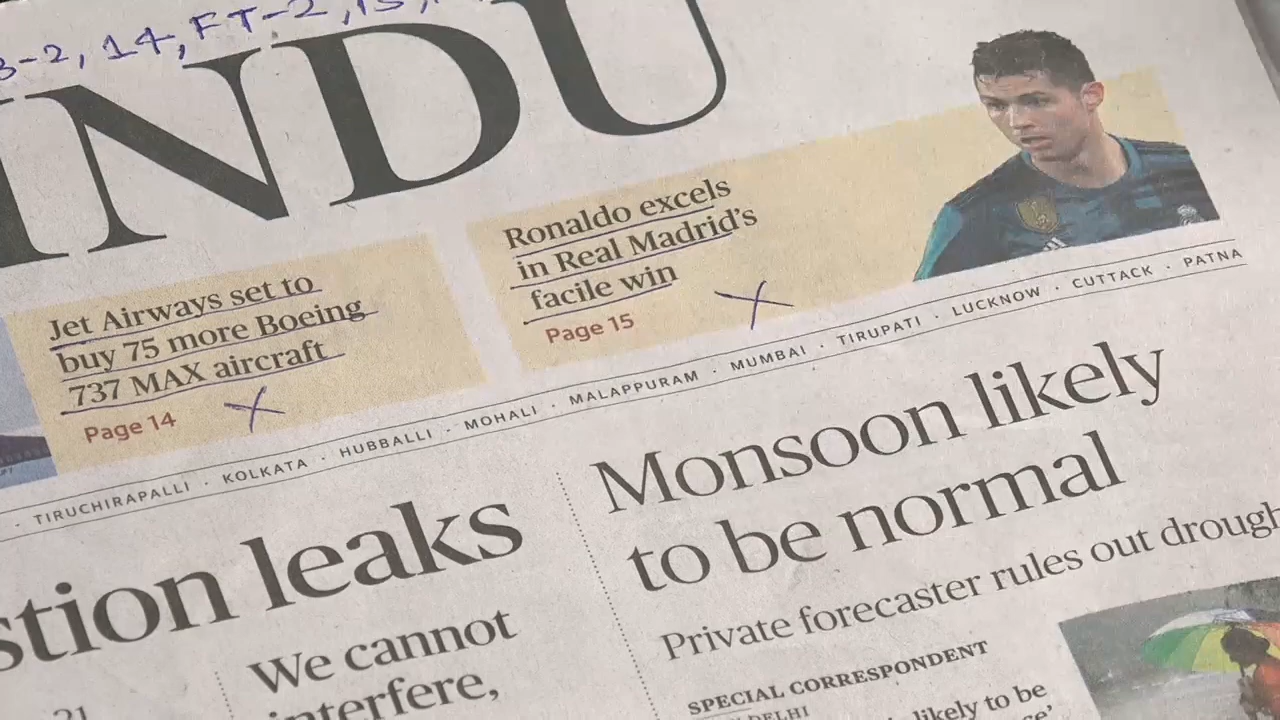 3-2, 14, FT-2, 15,
INDU
Ronaldo excels
in Real Madrid's
facile win
Page 15
Jet Airways set to
buy 75 more Boeing
737 MAX aircraft
Page 14
· TIRUCHIRAPALLI · KOLKATA · HUBBALLI · MOHALI · MALAPPURAM · MUMBAI · TIRUPATI · LUCKNOW · CUTTACK · PATNA
stion leaks
We cannot
interfere,
21
Monsoon likely
to be normal
Private forecaster rules out drough
SPECIAL CORRESPONDENT
DELHI
likely to be